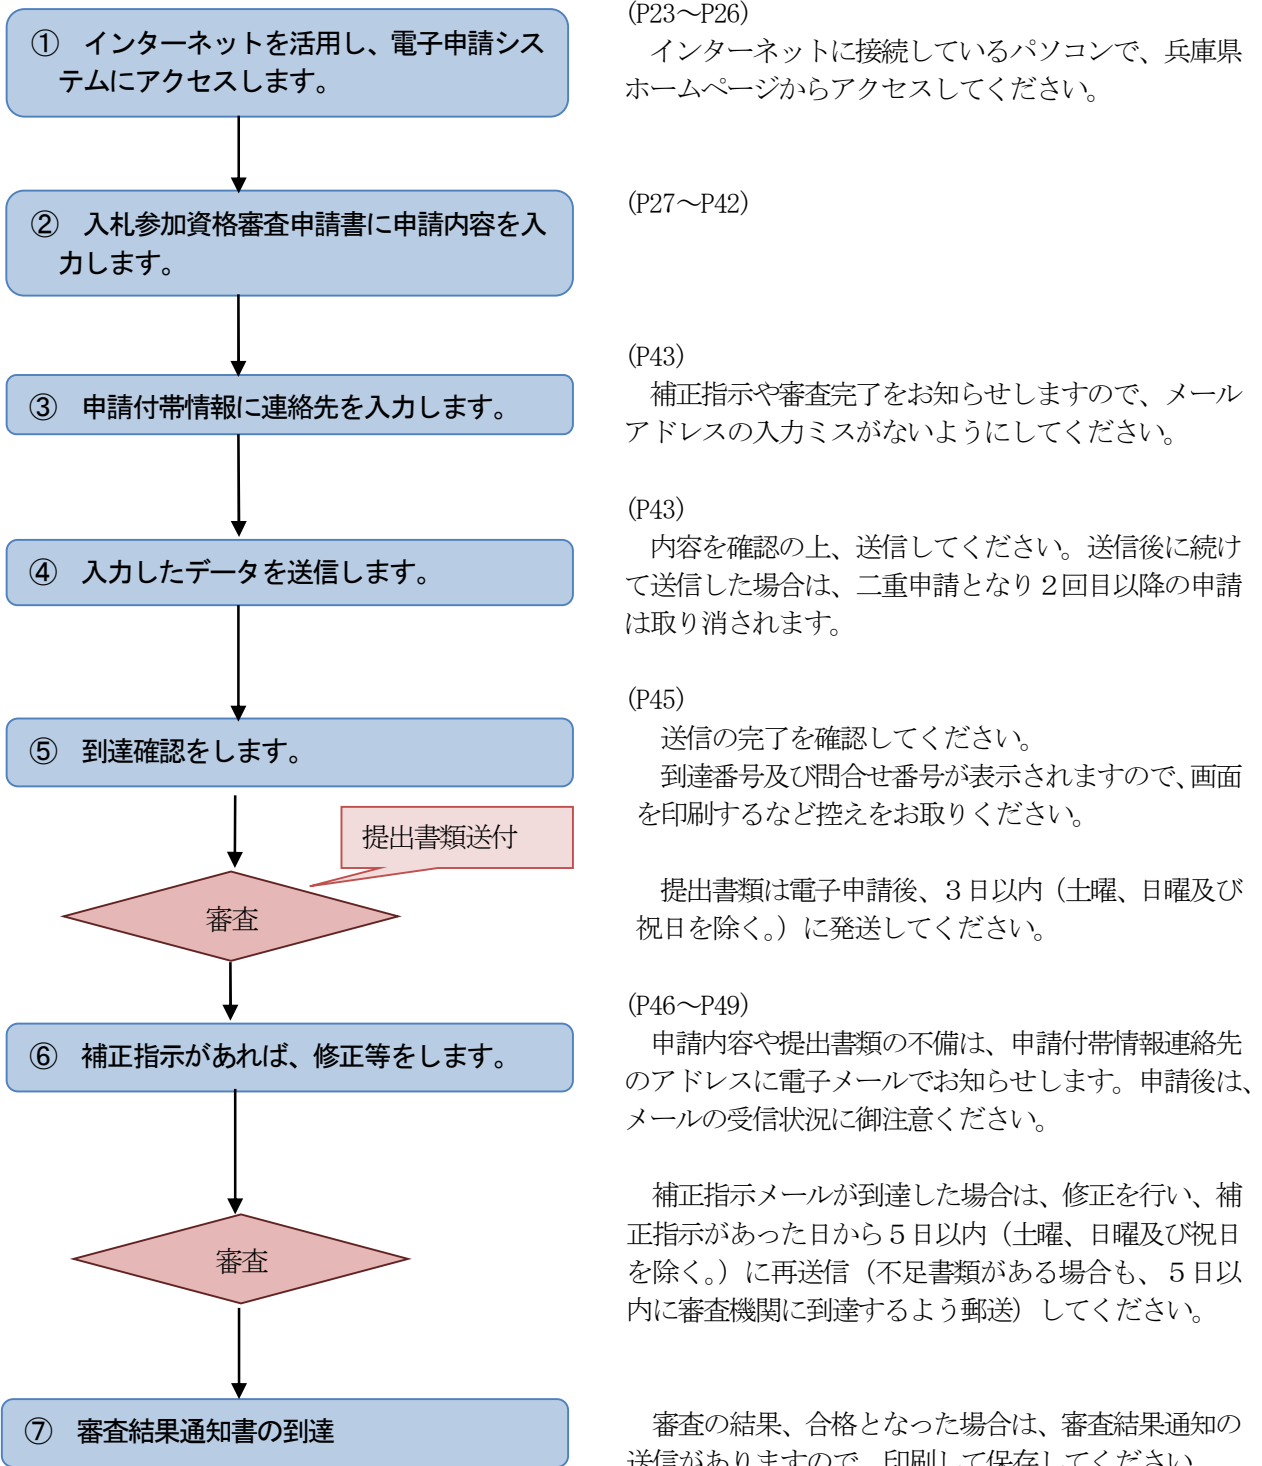 (P23～P26)
① インターネットを活用し、電子申請シス
テムにアクセスします。
インターネットに接続しているパソコンで、兵庫県
ホームページからアクセスしてください。
② 入札参加資格審査申請書に申請内容を入
力します。
(P27～P42)
③ 申請付帯情報に連絡先を入力します。
(P43)
補正指示や審査完了をお知らせしますので、メール
アドレスの入力ミスがないようにしてください。
④ 入力したデータを送信します。
(P43)
内容を確認の上、送信してください。送信後に続け
て送信した場合は、二重申請となり２回目以降の申請
は取り消されます。
⑤ 到達確認をします。
(P45)
送信の完了を確認してください。
到達番号及び問合せ番号が表示されますので、画面
を印刷するなど控えをお取りください。
提出書類送付
審査
提出書類は電子申請後、３日以内（土曜、日曜及び
祝日を除く。）に発送してください。
⑥ 補正指示があれば、修正等をします。
(P46～P49)
申請内容や提出書類の不備は、申請付帯情報連絡先
のアドレスに電子メールでお知らせします。申請後は、
メールの受信状況に御注意ください。
審査
補正指示メールが到達した場合は、修正を行い、補
正指示があった日から５日以内（土曜、日曜及び祝日
を除く。）に再送信（不足書類がある場合も、５日以
内に審査機関に到達するよう郵送）してください。
⑦ 審査結果通知書の到達
審査の結果、合格となった場合は、審査結果通知の
送信がありますので、印刷して保存してください。